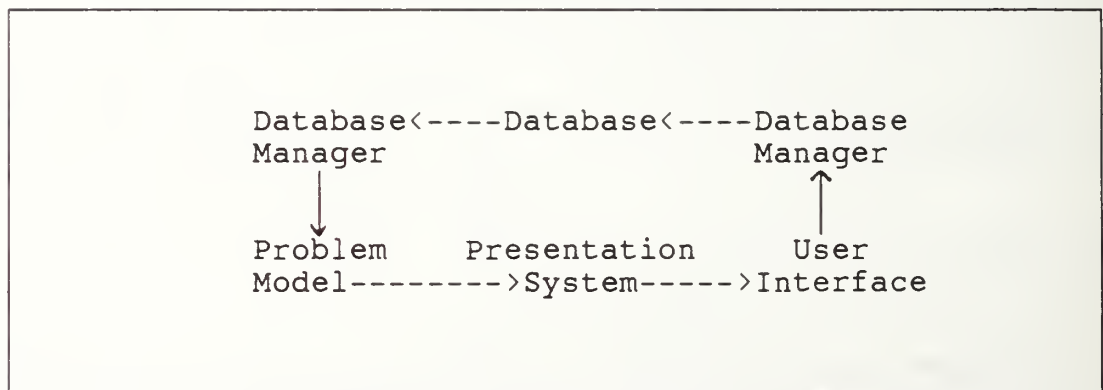 Database<----Database<----Database
Manager Manager
Problem Presentation User
Model-------->System----->Interface